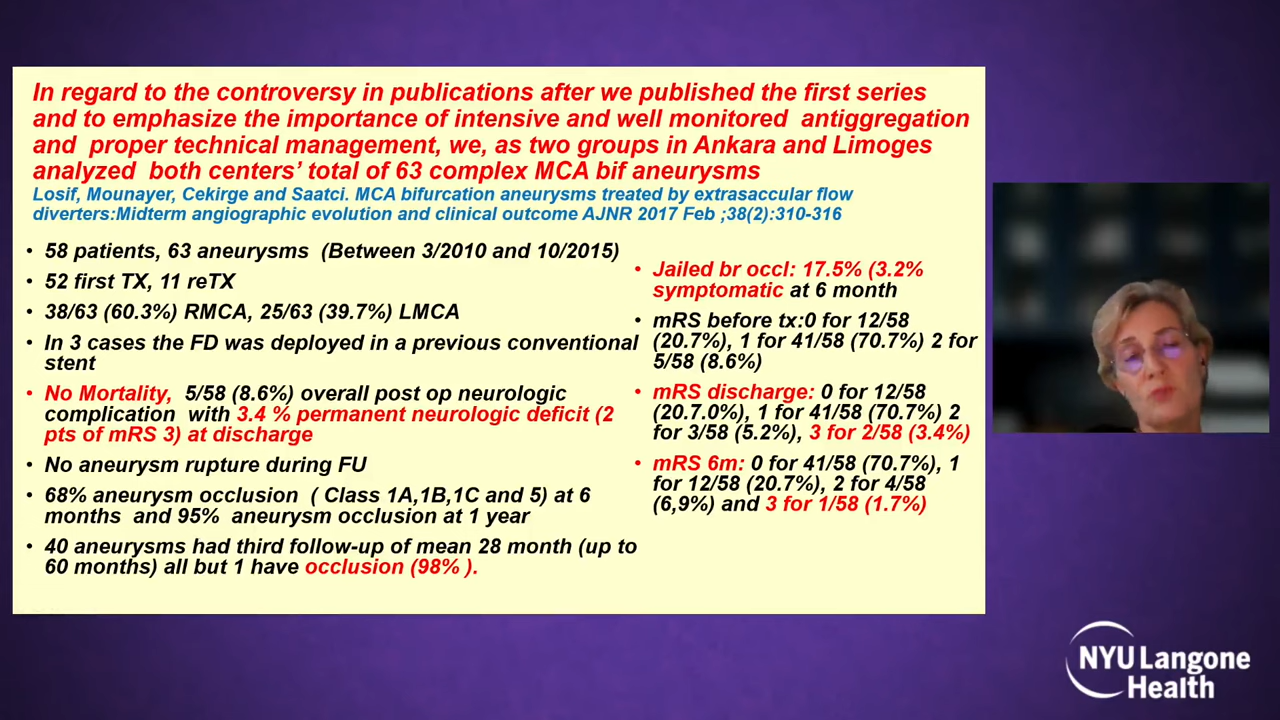 In regard to the controversy in publications after we published the first series
and to emphasize the importance of intensive and well monitored antiggregation
and proper technical management, we, as two groups in Ankara and Limoges
analyzed both centers' total of 63 complex MCA bif aneurysms
Losif, Mounayer, Cekirge and Saatci. MCA bifurcation aneurysms treated by extrasaccular flow
diverters:Midterm angiographic evolution and clinical outcome AJNR 2017 Feb ;38(2):310-316
• 58 patients, 63 aneurysms (Between 3/2010 and 10/2015)
• 52 first TX, 11 reTX
• 38/63 (60.3%) RMCA, 25/63 (39.7%) LMCA
• In 3 cases the FD was deployed in a previous conventional
stent
• No Mortality, 5/58 (8.6%) overall post op neurologic
complication with 3.4 % permanent neurologic deficit (2
pts of mRS 3) at discharge
• No aneurysm rupture during FU
• 68% aneurysm occlusion ( Class 1A,1B,1C and 5) at 6
months and 95% aneurysm occlusion at 1 year
• 40 aneurysms had third follow-up of mean 28 month (up to
60 months) all but 1 have occlusion (98% ).
• Jailed br occl: 17.5% (3.2%
symptomatic at 6 month
• mRS before tx:0 for 12/58
(20.7%), 1 for 41/58 (70.7%) 2 for
5/58 (8.6%)
• mRS discharge: 0 for 12/58
(20.7.0%), 1 for 41/58 (70.7%) 2
for 3/58 (5.2%), 3 for 2/58 (3.4%)
• mRS 6m: 0 for 41/58 (70.7%), 1
for 12/58 (20.7%), 2 for 4/58
(6,9%) and 3 for 1/58 (1.7%)
NYU Langone
Health